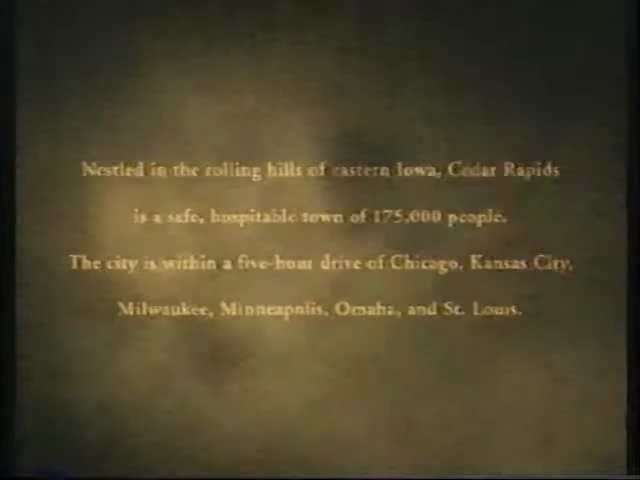 Nestled in the rolling hills of eastern Iowa, Cedar Rapids
is a safe, hospitable town of 175,000 people.
The city is within a five-hour drive of Chicago, Kansas City,
Milwaukee, Minneapolis, Omaha, and St. Louis.